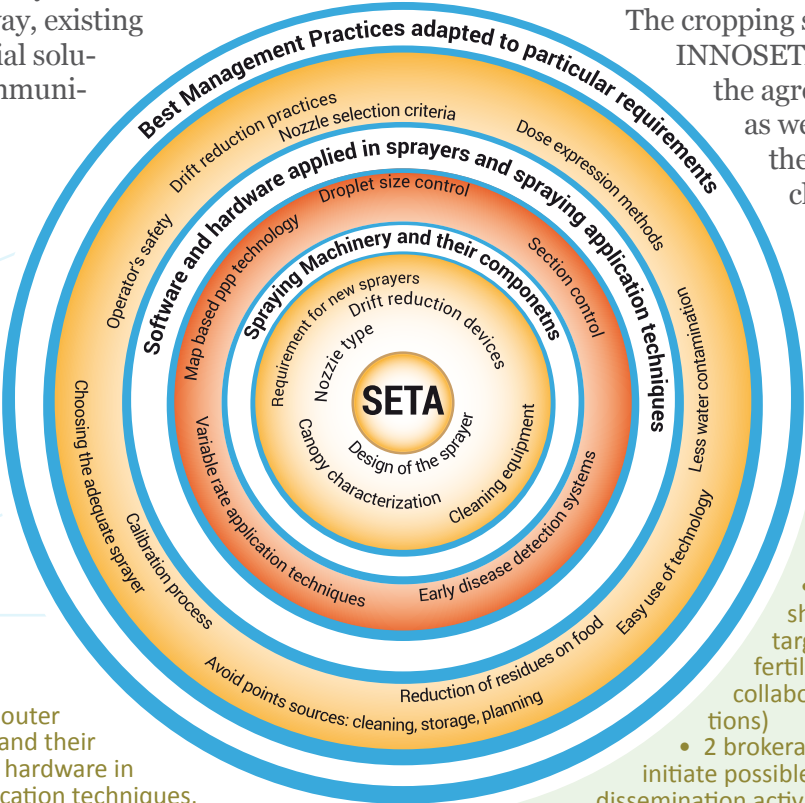 way, existing
ial solu-
mmuni-
The cropping s
INNOSETA
the agro
as we
the
cl
Best Management Practices adapted to particular requirements
Drift reduction practices
Nozzle selection criteria
Dose expression methods
Operator's safety
Less water contamination
Choosing the adequate sprayer
Calibration process
Easy use of technology
Reduction of residues on food
Avoid points sources: cleaning, storage, planning
Software and hardware applied in sprayers and spraying application techniques
Droplet size control
Map based ppp technology
Section control
Variable rate application techniques
Early disease detection systems
Spraying Machinery and their componetns
Requirement for new sprayers
Drift reduction devices
Nozzie type
Canopy characterization
Design of the sprayer
Cleaning equipment
SETA
outer
and their
hardware in
cation techniques.
•
sh
targ
fertil
collabo
tions)
• 2 brokera
initiate possible
dissemination activ